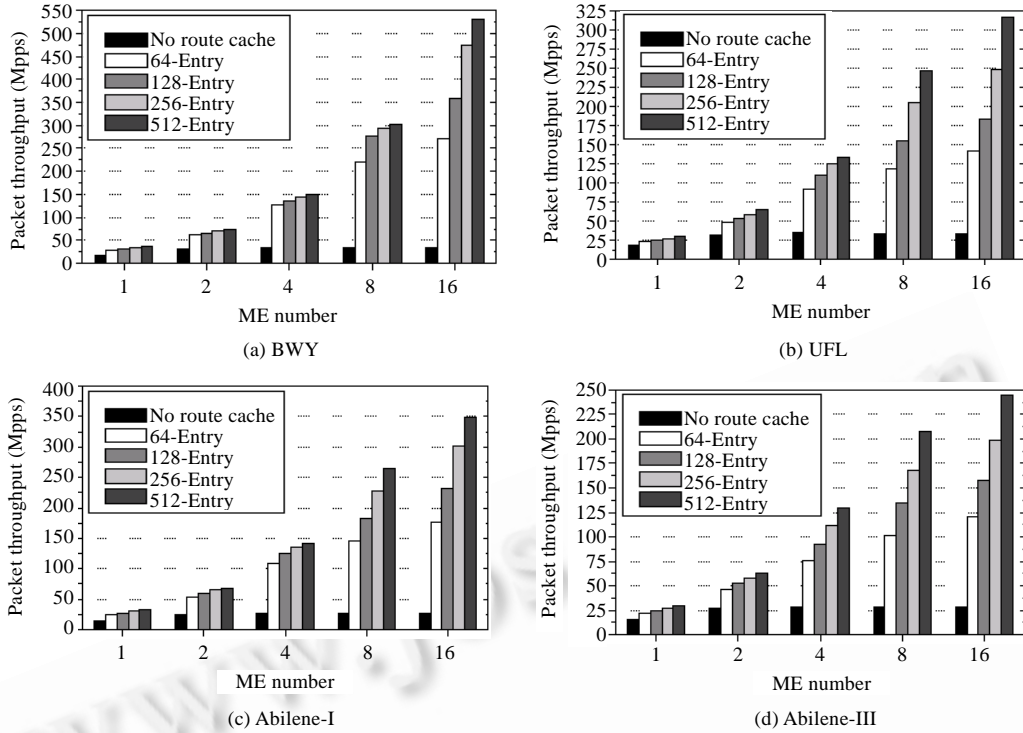 550
500
450
400
350
300
250
200
150
100
50
0
Packet throughput (Mpps)
No route cache
64-Entry
128-Entry
256-Entry
512-Entry
1 2 4 8 16
ME number
(a) BWY
325
300
275
250
225
200
175
150
125
100
75
50
25
0
Packet throughput (Mpps)
No route cache
64-Entry
128-Entry
256-Entry
512-Entry
1 2 4 8 16
ME number
(b) UFL
400
350
300
250
200
150
100
50
0
Packet throughput (Mpps)
No route cache
64-Entry
128-Entry
256-Entry
512-Entry
1 2 4 8 16
ME number
(c) Abilene-I
250
225
200
175
150
125
100
75
50
25
0
Packet throughput (Mpps)
No route cache
64-Entry
128-Entry
256-Entry
512-Entry
1 2 4 8 16
ME number
(d) Abilene-III